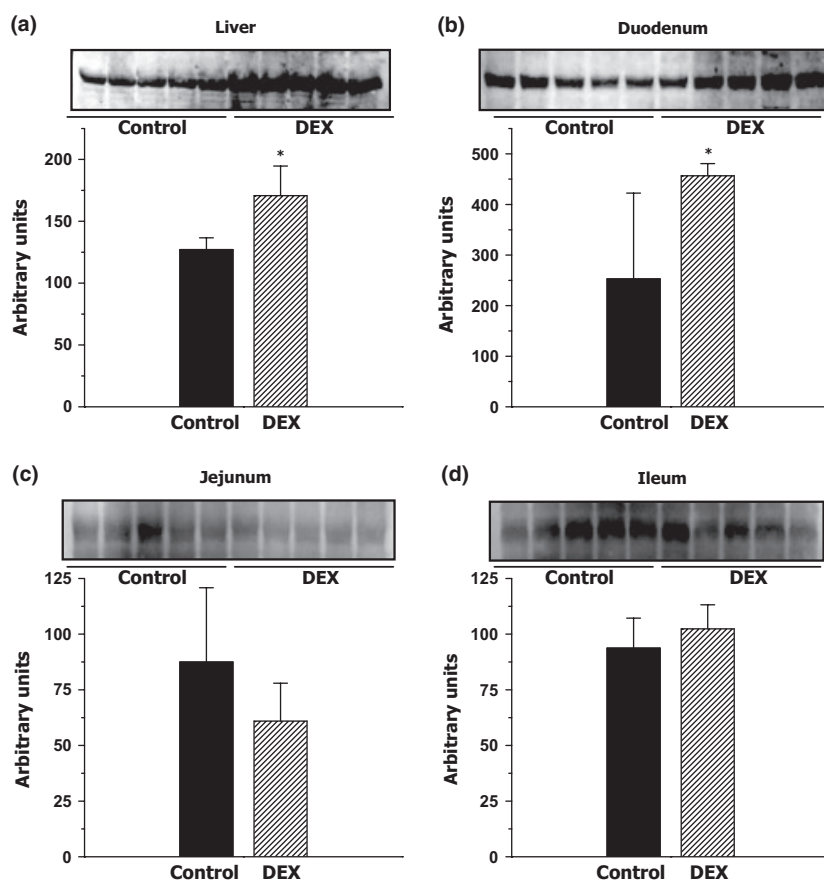 (a)
Liver
Control DEX
200
150
100
50
0
Arbitrary units
*
Control DEX
(b)
Duodenum
Control DEX
500
400
300
200
100
0
Arbitrary units
*
Control DEX
(c)
Jejunum
Control DEX
125
100
75
50
25
0
Arbitrary units
Control DEX
(d)
Ileum
Control DEX
125
100
75
50
25
0
Arbitrary units
Control DEX